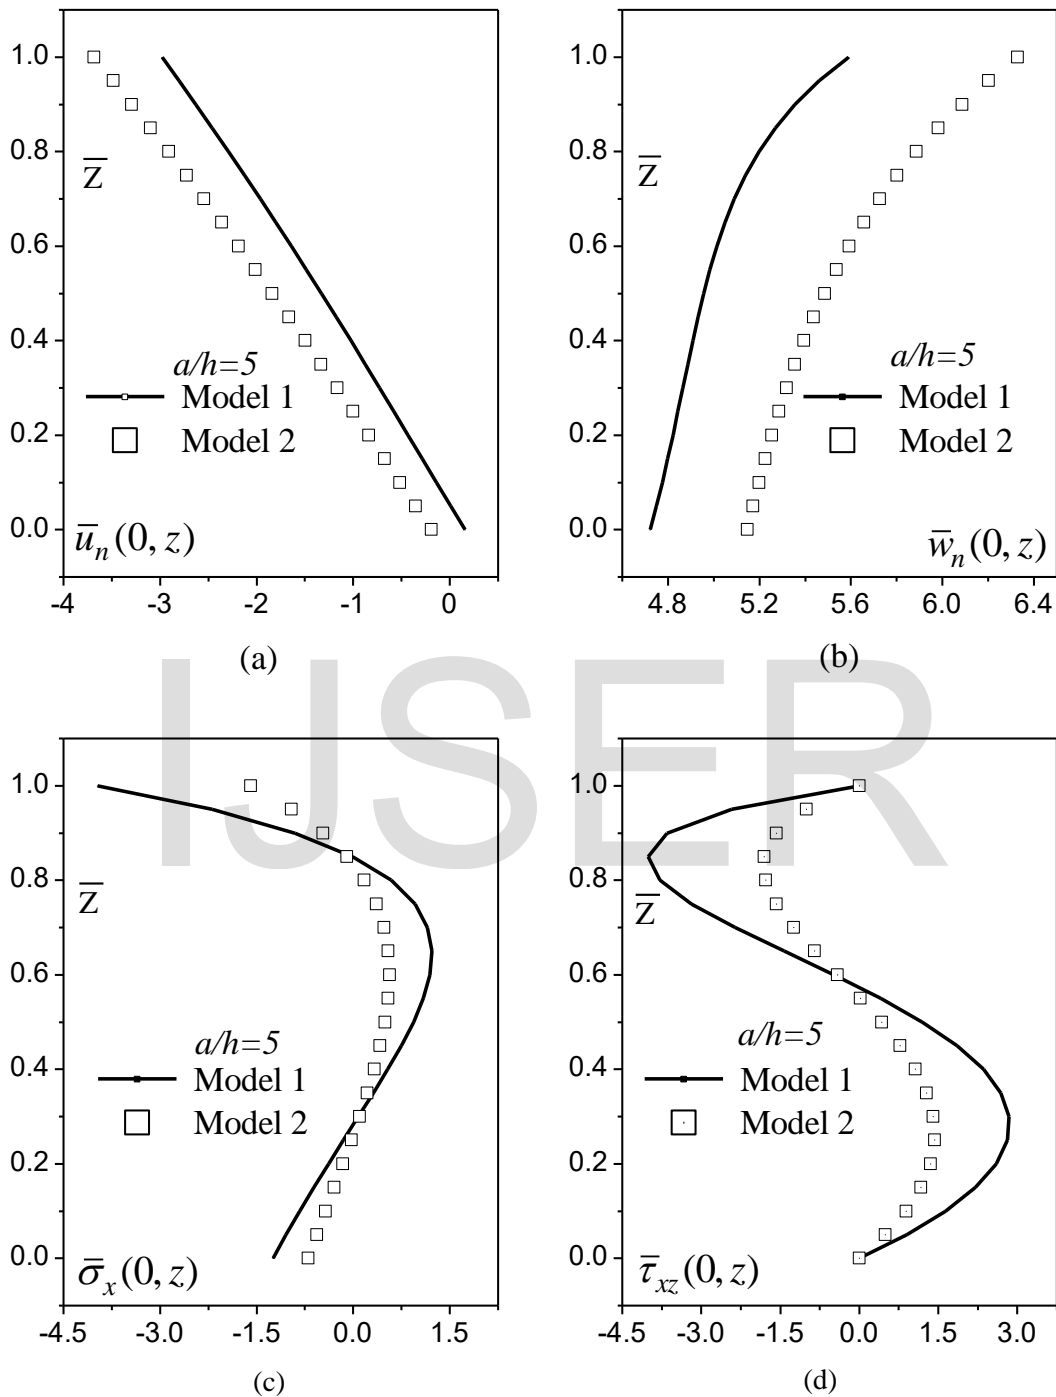 1.0
0.8
0.6
0.4
0.2
0.0
Z̅
a/h=5
Model 1
Model 2
u̅ₙ(0, z)
-4 -3 -2 -1 0
(a)
1.0
0.8
0.6
0.4
0.2
0.0
Z̅
a/h=5
Model 1
Model 2
w̅ₙ(0, z)
4.8 5.2 5.6 6.0 6.4
(b)
IJSER
1.0
0.8
0.6
0.4
0.2
0.0
Z̅
a/h=5
Model 1
Model 2
σ̅ₓ(0, z)
-4.5 -3.0 -1.5 0.0 1.5
(c)
1.0
0.8
0.6
0.4
0.2
0.0
Z̅
a/h=5
Model 1
Model 2
τ̅_xz(0, z)
-4.5 -3.0 -1.5 0.0 1.5 3.0
(d)